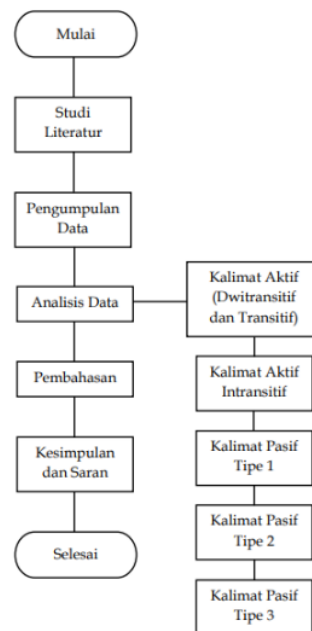 Mulai
Studi
Literatur
Pengumpulan
Data
Analisis Data
Pembahasan
Kesimpulan
dan Saran
Selesai
Kalimat Aktif
(Dwitransitif
dan Transitif)
Kalimat Aktif
Intransitif
Kalimat Pasif
Tipe 1
Kalimat Pasif
Tipe 2
Kalimat Pasif
Tipe 3